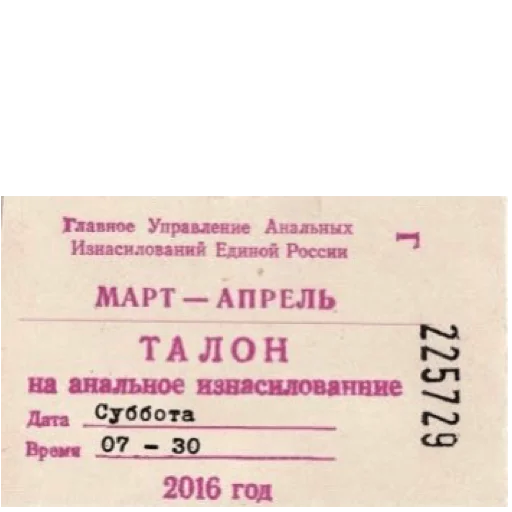 Главное Управление Анальных
Изнасилований Единой России
Г
МАРТ — АПРЕЛЬ
ТАЛОН
на анальное изнасилованние
Дата Суббота
Время 07 - 30
2016 год
225729